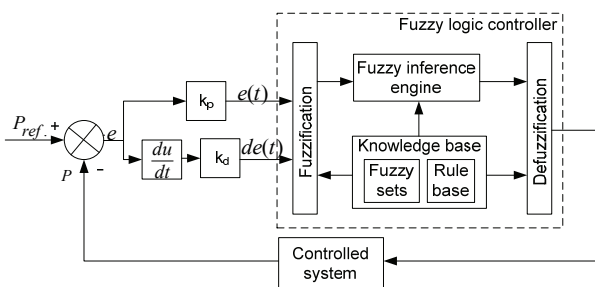 Fuzzy logic controller
Fuzzification
Fuzzy inference
engine
Defuzzification
Knowledge base
Fuzzy
sets
Rule
base
k_p
e(t)
P_ref
+
e
du
dt
k_d
de(t)
P
-
Controlled
system